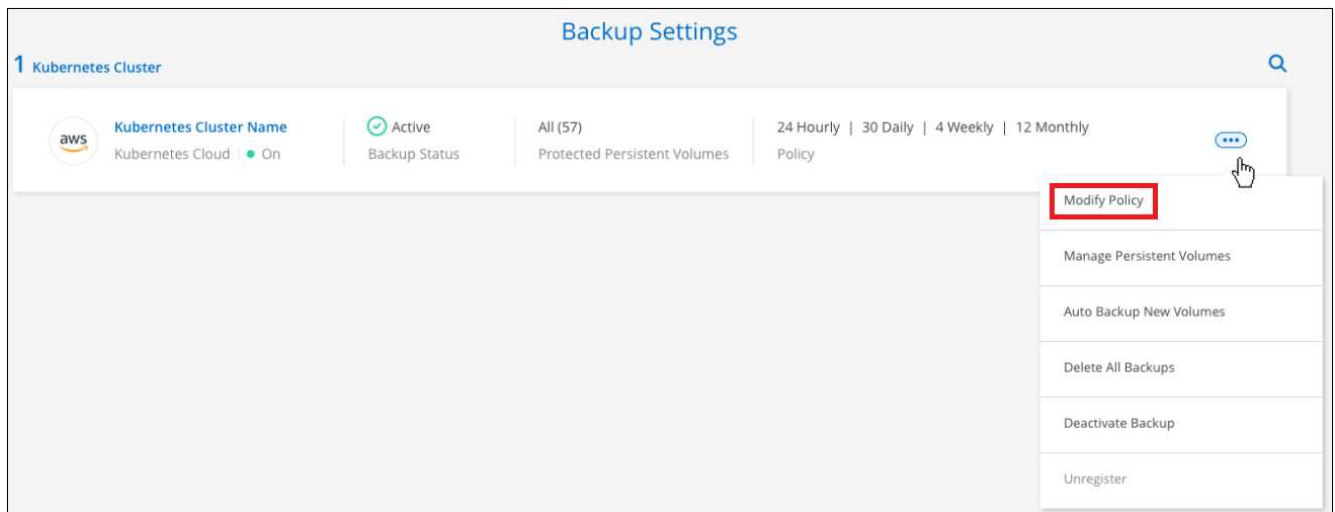 Backup Settings
1 Kubernetes Cluster
aws
Kubernetes Cluster Name
Kubernetes Cloud | On
Active
Backup Status
All (57)
Protected Persistent Volumes
24 Hourly | 30 Daily | 4 Weekly | 12 Monthly
Policy
Modify Policy
Manage Persistent Volumes
Auto Backup New Volumes
Delete All Backups
Deactivate Backup
Unregister